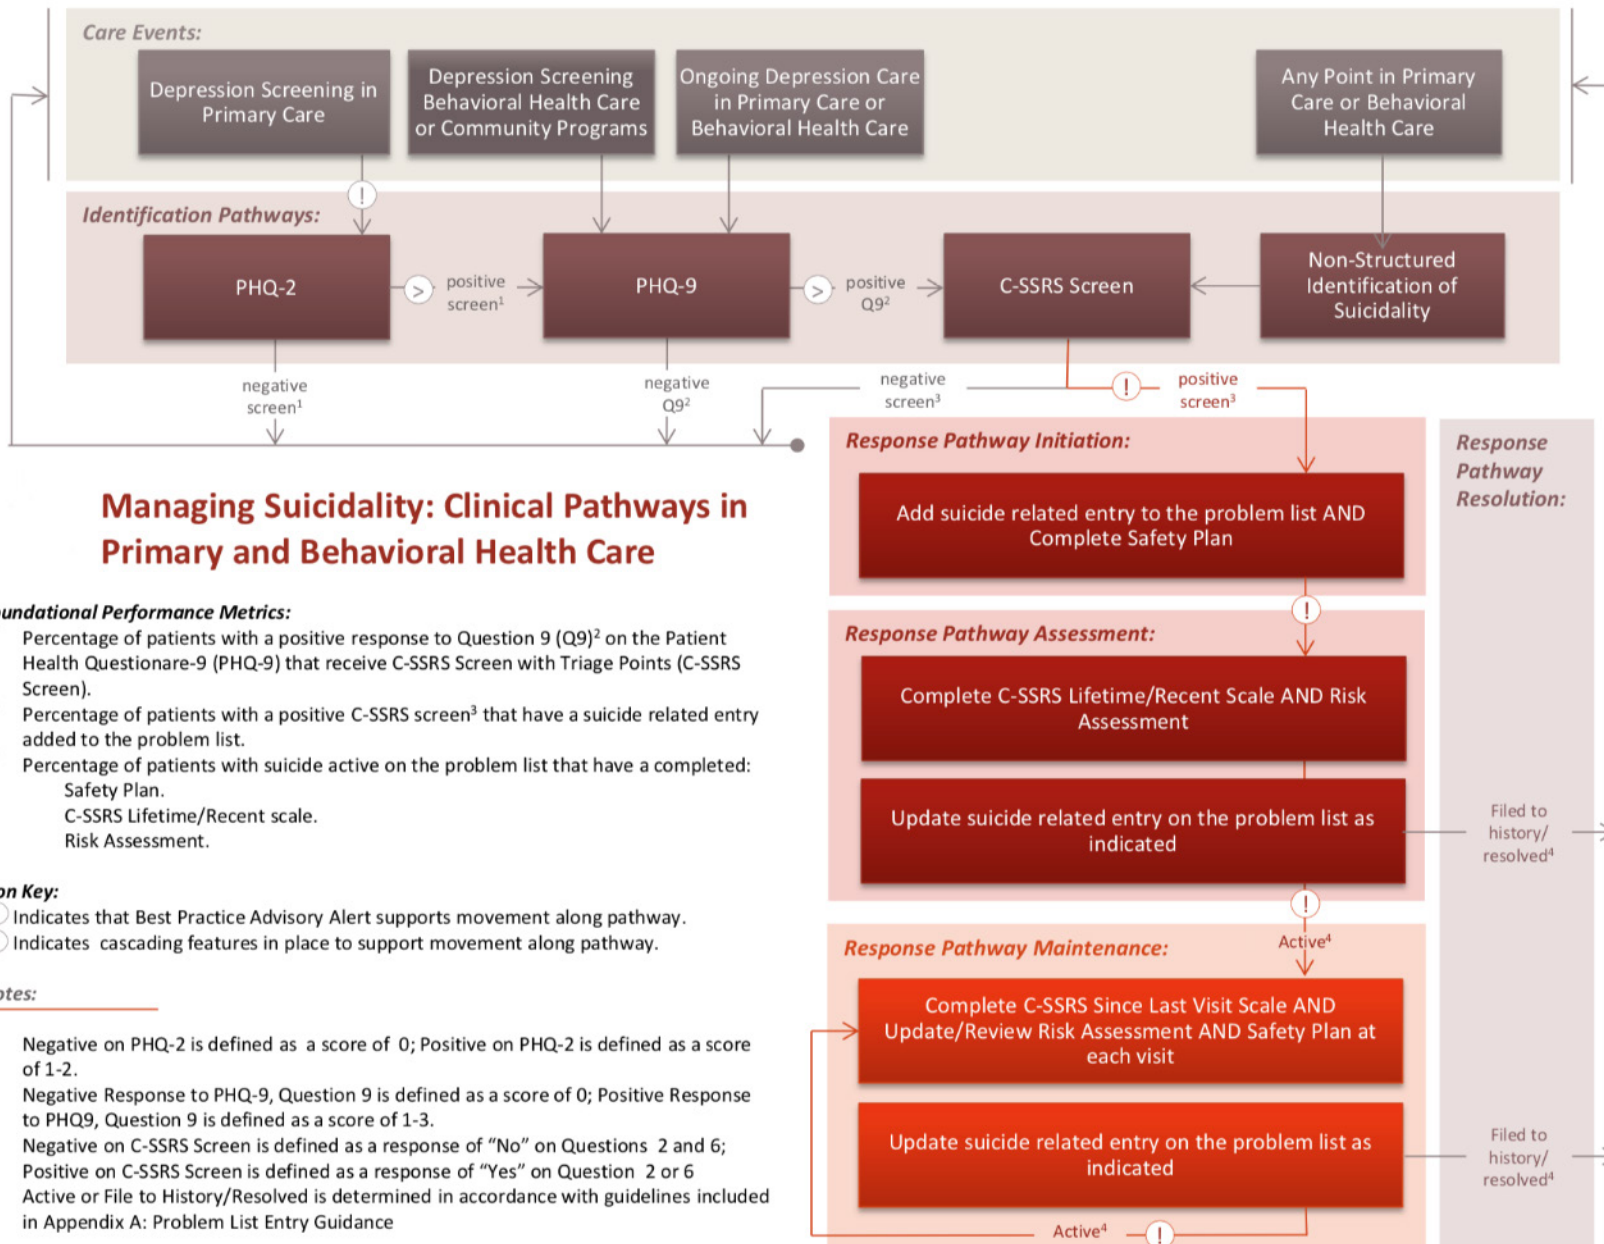 Care Events:
Depression Screening in
Primary Care
Depression Screening
Behavioral Health Care
or Community Programs
Ongoing Depression Care
in Primary Care or
Behavioral Health Care
Any Point in Primary
Care or Behavioral
Health Care
!
Identification Pathways:
PHQ-2
>
positive
screen¹
PHQ-9
>
positive
Q9²
C-SSRS Screen
Non-Structured
Identification of
Suicidality
negative
screen¹
negative
Q9²
negative
screen³
!
positive
screen³
Response Pathway Initiation:
Add suicide related entry to the problem list AND
Complete Safety Plan
!
Response Pathway Assessment:
Complete C-SSRS Lifetime/Recent Scale AND Risk
Assessment
Update suicide related entry on the problem list as
indicated
!
Active⁴
Response Pathway Maintenance:
Complete C-SSRS Since Last Visit Scale AND
Update/Review Risk Assessment AND Safety Plan at
each visit
Update suicide related entry on the problem list as
indicated
Active⁴
!
Response
Pathway
Resolution:
Filed to
history/
resolved⁴
Filed to
history/
resolved⁴
Managing Suicidality: Clinical Pathways in
Primary and Behavioral Health Care
undational Performance Metrics:
Percentage of patients with a positive response to Question 9 (Q9)² on the Patient
Health Questionare-9 (PHQ-9) that receive C-SSRS Screen with Triage Points (C-SSRS
Screen).
Percentage of patients with a positive C-SSRS screen³ that have a suicide related entry
added to the problem list.
Percentage of patients with suicide active on the problem list that have a completed:
Safety Plan.
C-SSRS Lifetime/Recent scale.
Risk Assessment.
on Key:
Indicates that Best Practice Advisory Alert supports movement along pathway.
Indicates cascading features in place to support movement along pathway.
otes:
Negative on PHQ-2 is defined as a score of 0; Positive on PHQ-2 is defined as a score
of 1-2.
Negative Response to PHQ-9, Question 9 is defined as a score of 0; Positive Response
to PHQ9, Question 9 is defined as a score of 1-3.
Negative on C-SSRS Screen is defined as a response of “No” on Questions 2 and 6;
Positive on C-SSRS Screen is defined as a response of “Yes” on Question 2 or 6
Active or File to History/Resolved is determined in accordance with guidelines included
in Appendix A: Problem List Entry Guidance